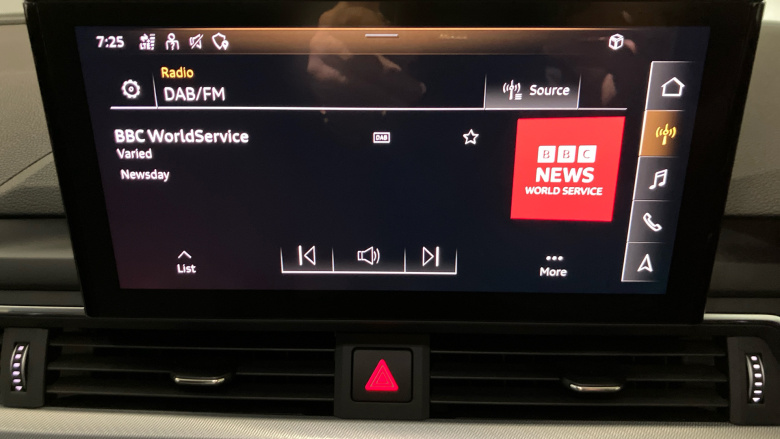 7:25
Radio
DAB/FM
Source
BBC WorldService
DAB
Varied
Newsday
BBC
NEWS
WORLD SERVICE
List
More